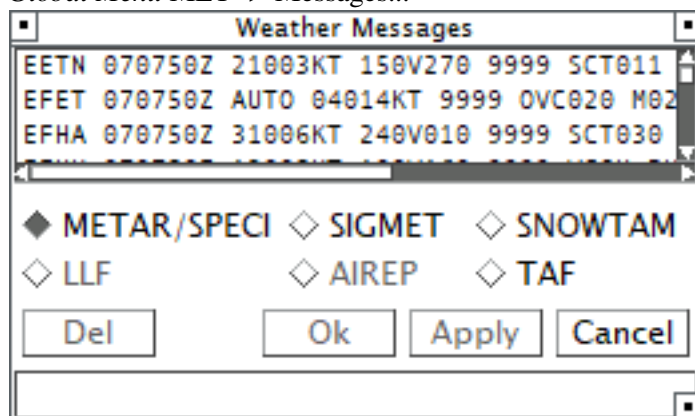 Weather Messages
EETN 070750Z 21003KT 150V270 9999 SCT011
EFET 070750Z AUTO 04014KT 9999 OVC020 M02
EFHA 070750Z 31006KT 240V010 9999 SCT030
METAR/SPECI SIGMET SNOWTAM
LLF AIREP TAF
Del Ok Apply Cancel